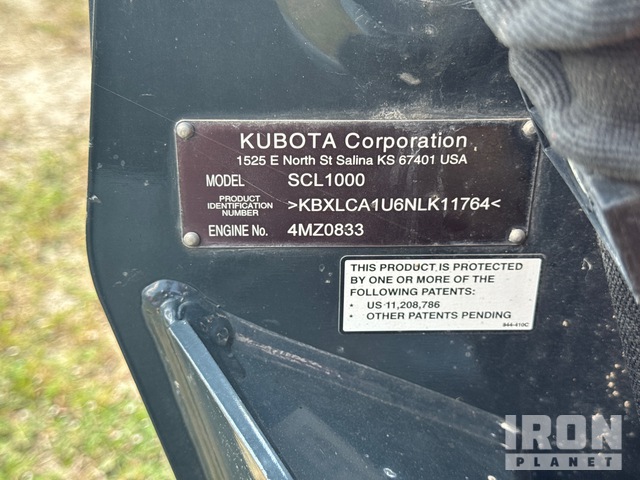 KUBOTA Corporation
1525 E North St Salina KS 67401 USA
MODEL SCL1000
PRODUCT IDENTIFICATION NUMBER >KBXLCA1U6NLK11764<
ENGINE No. 4MZ0833
THIS PRODUCT IS PROTECTED
BY ONE OR MORE OF THE
FOLLOWING PATENTS:
• US 11,208,786
• OTHER PATENTS PENDING
844-410C
IRON
PLANET